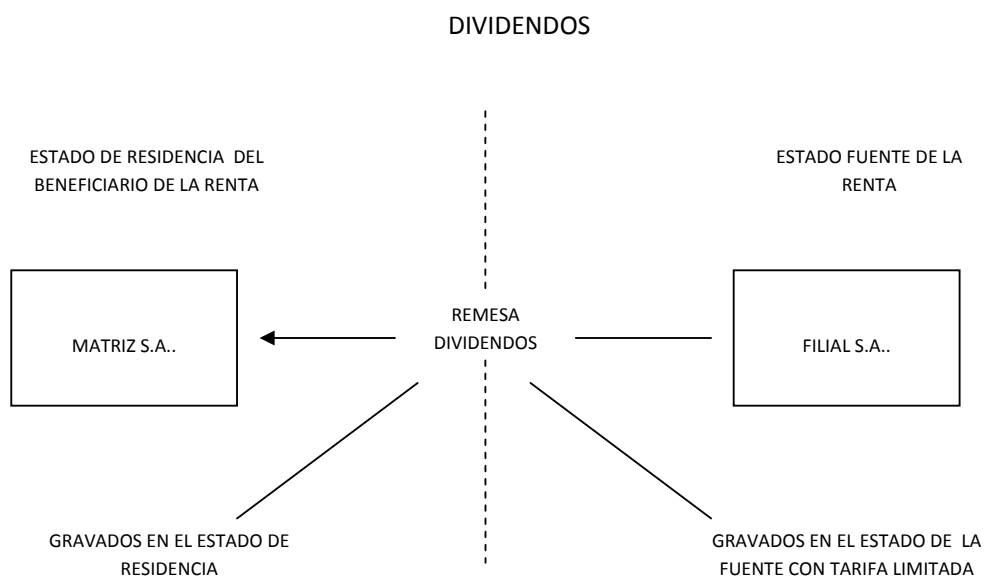 DIVIDENDOS
ESTADO DE RESIDENCIA DEL
BENEFICIARIO DE LA RENTA
ESTADO FUENTE DE LA
RENTA
MATRIZ S.A..
REMESA
DIVIDENDOS
FILIAL S.A..
GRAVADOS EN EL ESTADO DE
RESIDENCIA
GRAVADOS EN EL ESTADO DE LA
FUENTE CON TARIFA LIMITADA